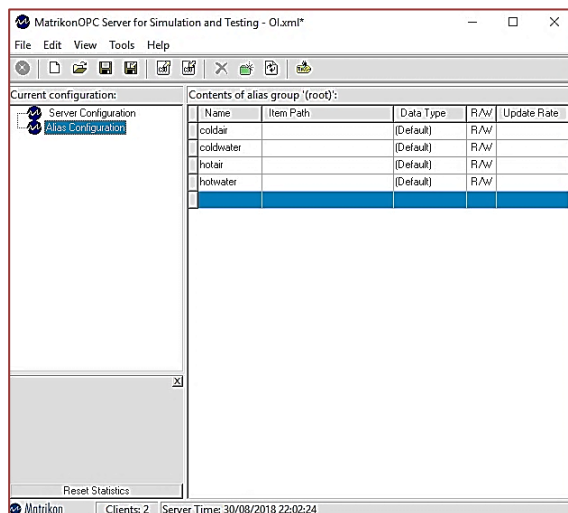 MatrikonOPC Server for Simulation and Testing - OI.xml*
File Edit View Tools Help
Current configuration:
Server Configuration
Alias Configuration
Contents of alias group '(root)':
Name Item Path Data Type R/W Update Rate
coldair (Default) R/W
coldwater (Default) R/W
hotair (Default) R/W
hotwater (Default) R/W
X
Reset Statistics
Matrikon Clients: 2 Server Time: 30/08/2018 22:02:24